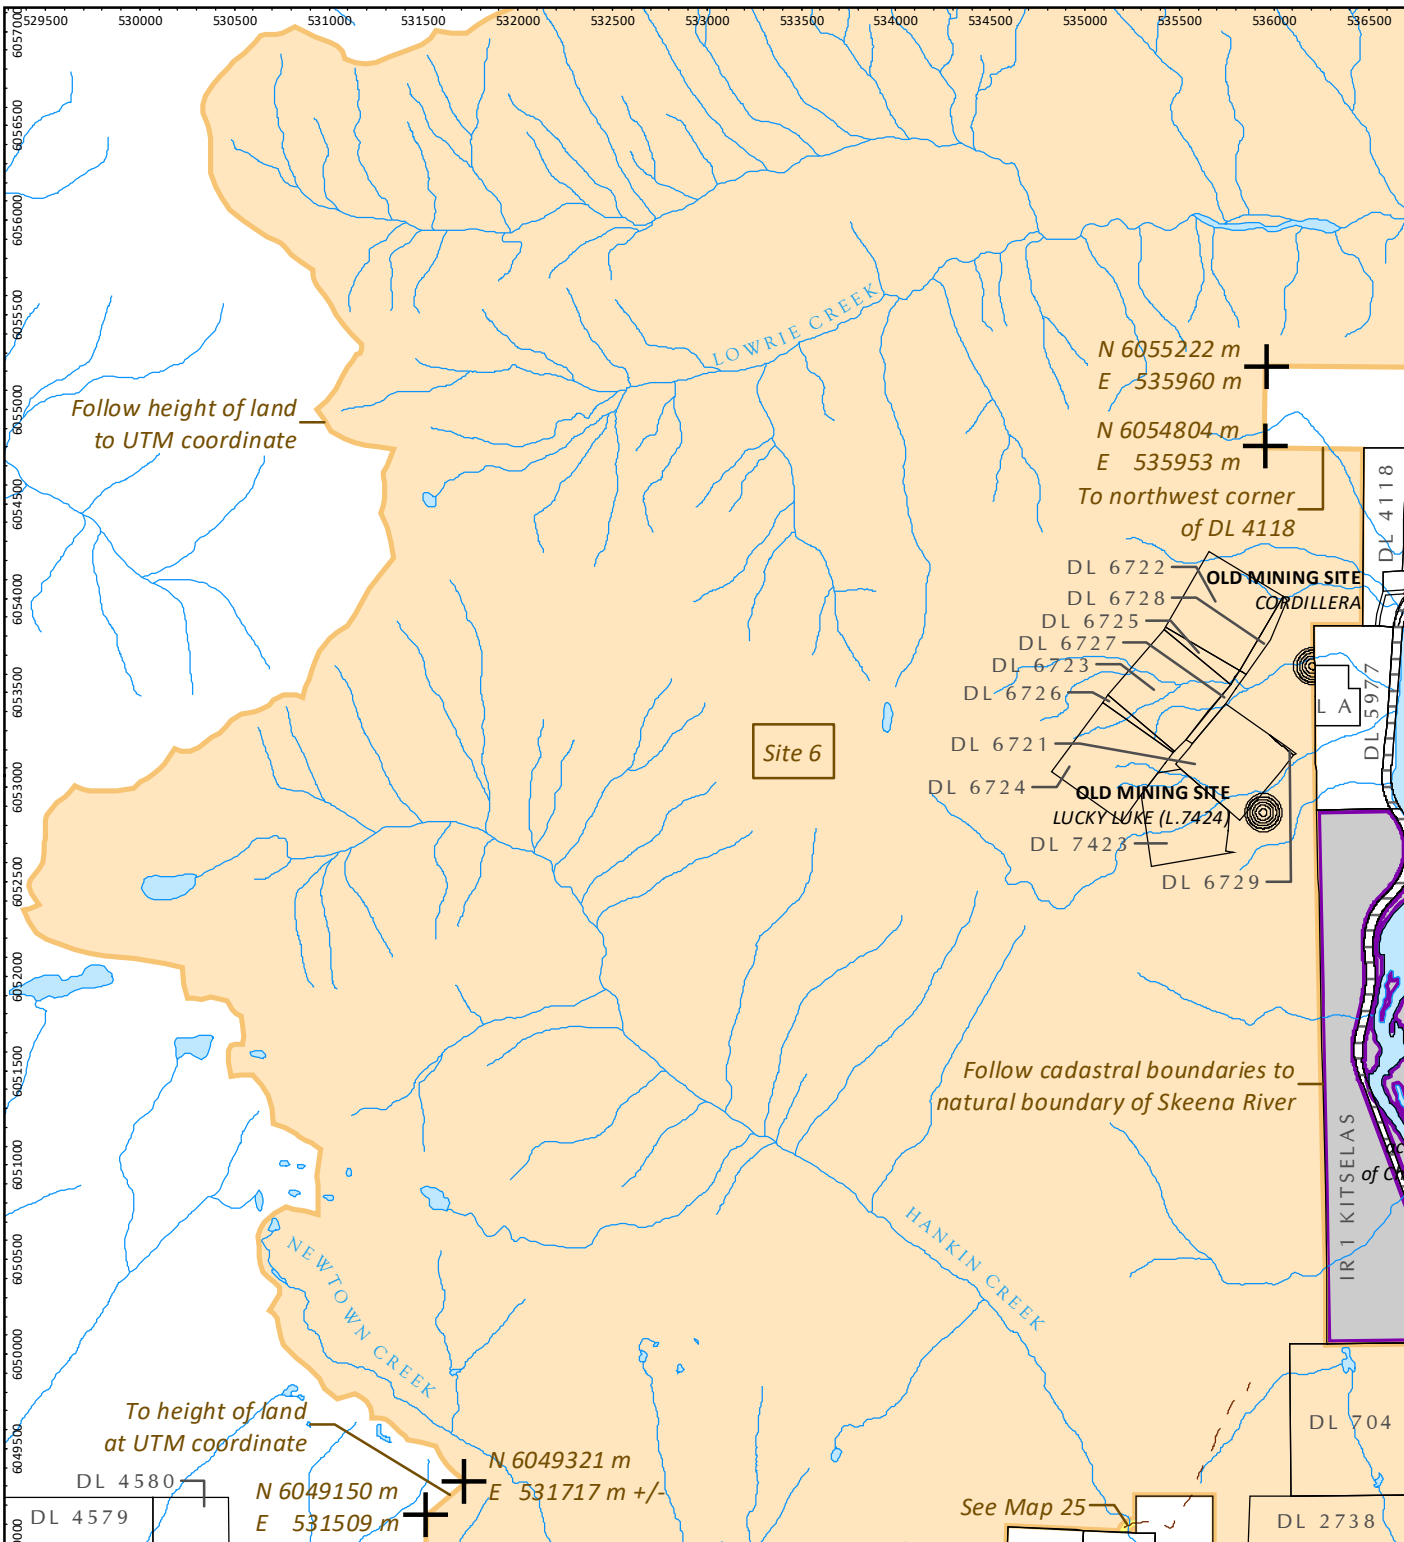 529500 530000 530500 531000 531500 532000 532500 533000 533500 534000 534500 535000 535500 536000 536500
6057000
6056500
6056000
6055500
6055000
6054500
6054000
6053500
6053000
6052500
6052000
6051500
6051000
6050500
6050000
6049500
LOWRIE CREEK
N 6055222 m
E 535960 m
Follow height of land
to UTM coordinate
N 6054804 m
E 535953 m
To northwest corner
of DL 4118
DL 4118
DL 6722
OLD MINING SITE
CORDILLERA
DL 6728
DL 6725
DL 6727
DL 6723
DL 6726
DL 5977
L A
DL 6721
Site 6
DL 6724
OLD MINING SITE
LUCKY LUKE (L.7424)
DL 7423
DL 6729
Follow cadastral boundaries to
natural boundary of Skeena River
IR 1 KITSELAS
HANKIN CREEK
NEWTOWN CREEK
To height of land
at UTM coordinate
N 6049321 m
E 531717 m +/-
N 6049150 m
E 531509 m
DL 4580
DL 4579
DL 704
See Map 25
DL 2738